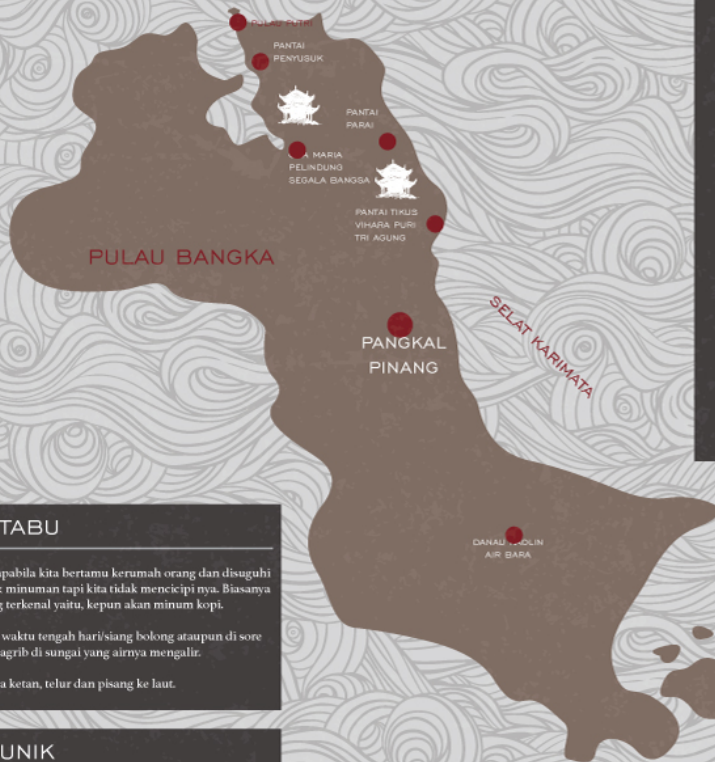 PULAU PUTRI
PANTAI
PENYUSUK
PANTAI
PARAI
MARIA
PELINDUNG
SEGALA BANGSA
PANTAI TIKUS
VIHARA PURI
TRI AGUNG
PULAU BANGKA
SELAT KARIMATA
PANGKAL
PINANG
DANAU
AIR BARA
TABU
apabila kita bertamu kerumah orang dan disuguhi
minuman tapi kita tidak mencicipi nya. Biasanya
terkenal yaitu, kepun akan minum kopi.
waktu tengah hari/siang bolong ataupun di sore
agrib di sungai yang airnya mengalir.
ketan, telur dan pisang ke laut.
UNIK